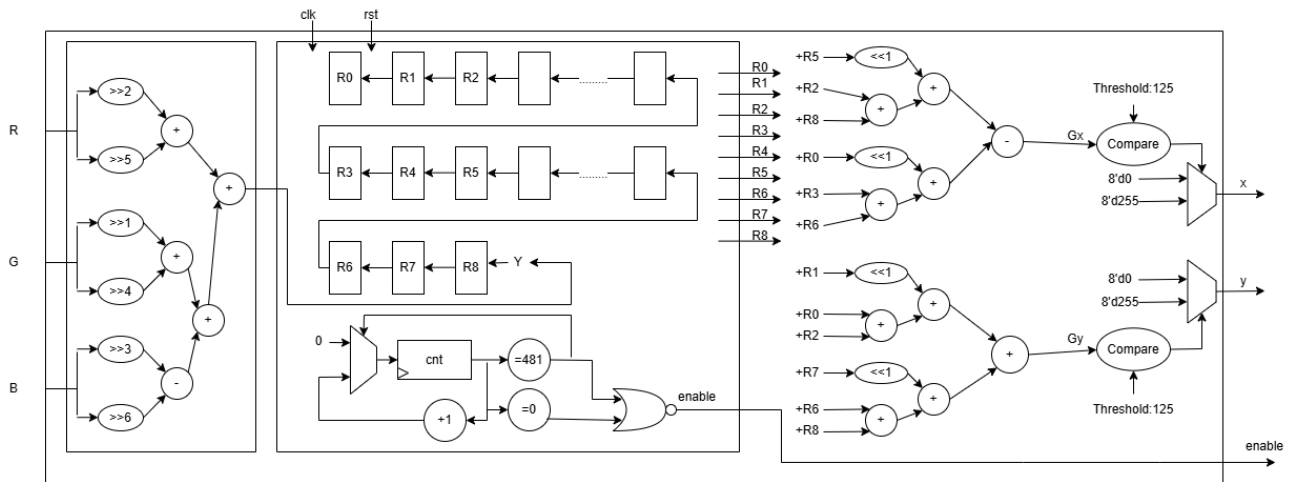 clk
rst
R
>>2
+
>>5
+
G
>>1
+
>>4
+
B
>>3
-
>>6
R0
R1
R2
.........
R3
R4
R5
.........
R6
R7
R8
Y
0
cnt
=481
+1
=0
enable
R0
R1
R2
R3
R4
R5
R6
R7
R8
+R5
<<1
+
+R2
+
+R8
-
+R0
<<1
+
+R3
+
+R6
Gx
Threshold:125
Compare
8'd0
8'd255
x
+R1
<<1
+
+R0
+
+R2
+
+R7
<<1
+
+R6
+
+R8
Gy
8'd0
8'd255
y
Compare
Threshold:125
enable